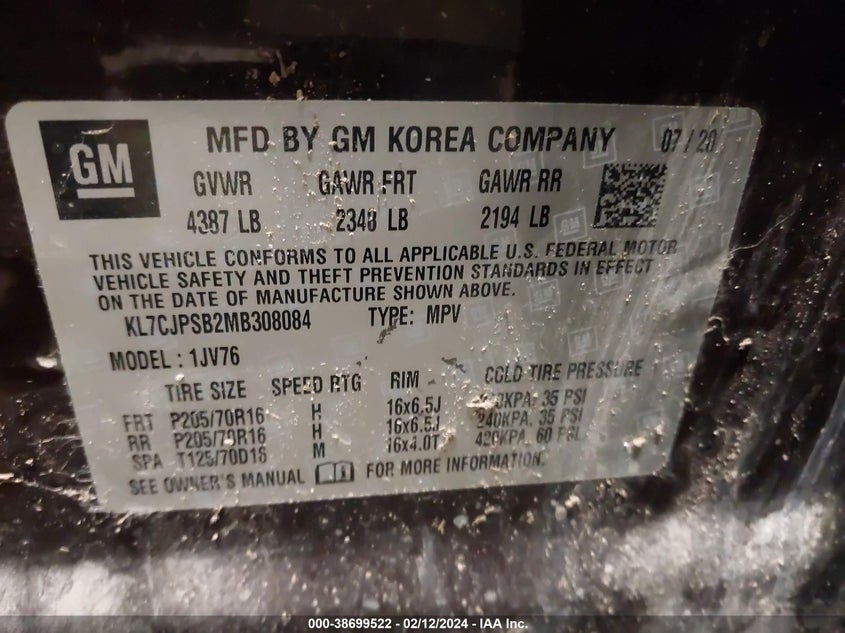 GM
MFD BY GM KOREA COMPANY 07/20
GVWR GAWR FRT GAWR RR
4387 LB 2348 LB 2194 LB
THIS VEHICLE CONFORMS TO ALL APPLICABLE U.S. FEDERAL MOTOR
VEHICLE SAFETY AND THEFT PREVENTION STANDARDS IN EFFECT
ON THE DATE OF MANUFACTURE SHOWN ABOVE.
KL7CJPSB2MB308084 TYPE: MPV
MODEL : 1JV76
TIRE SIZE SPEED RTG RIM COLD TIRE PRESSURE
FRT P205/70R16 H 16x6.5J 240KPA, 35 PSI
RR P205/70R16 H 16x6.5J 240KPA, 35 PSI
SPA T125/70D16 M 16x4.0T 420KPA, 60 PSI
SEE OWNER'S MANUAL FOR MORE INFORMATION.
000-38699522 - 02/12/2024 - IAA Inc.